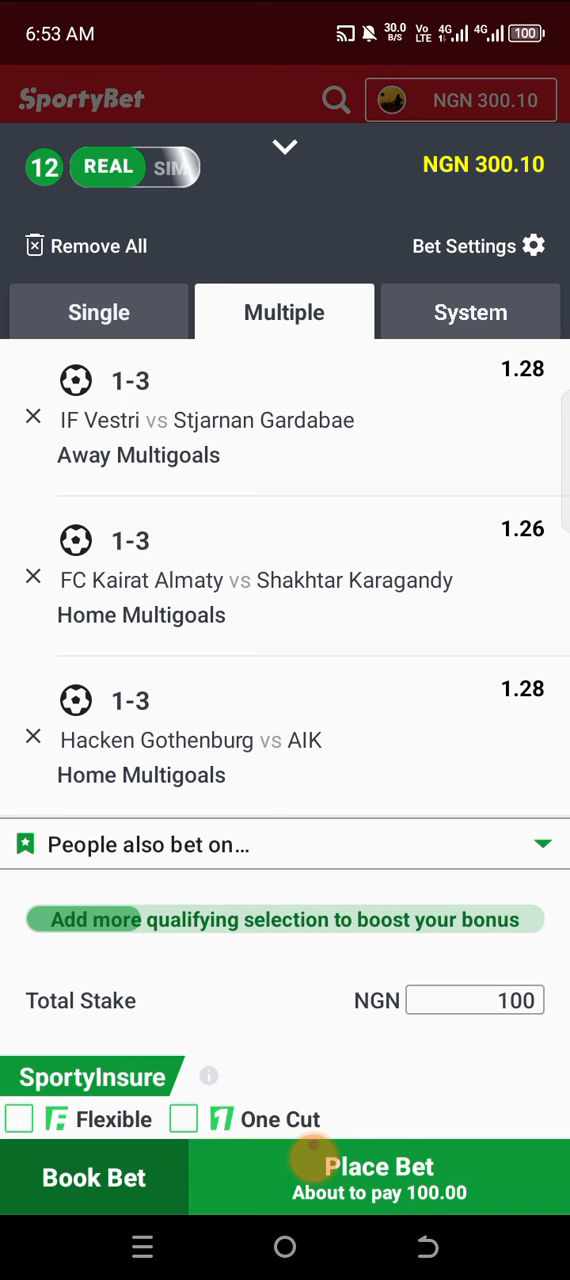 6:53 AM
30.0 B/S
Vo LTE 4G 4G 100
SportyBet NGN 300.10
12 REAL SIM NGN 300.10
Remove All Bet Settings
Single Multiple System
1-3 1.28
IF Vestri vs Stjarnan Gardabae
Away Multigoals
1-3 1.26
FC Kairat Almaty vs Shakhtar Karagandy
Home Multigoals
1-3 1.28
Hacken Gothenburg vs AIK
Home Multigoals
People also bet on...
Add more qualifying selection to boost your bonus
Total Stake NGN 100
SportyInsure
Flexible 1 One Cut
Book Bet Place Bet
About to pay 100.00